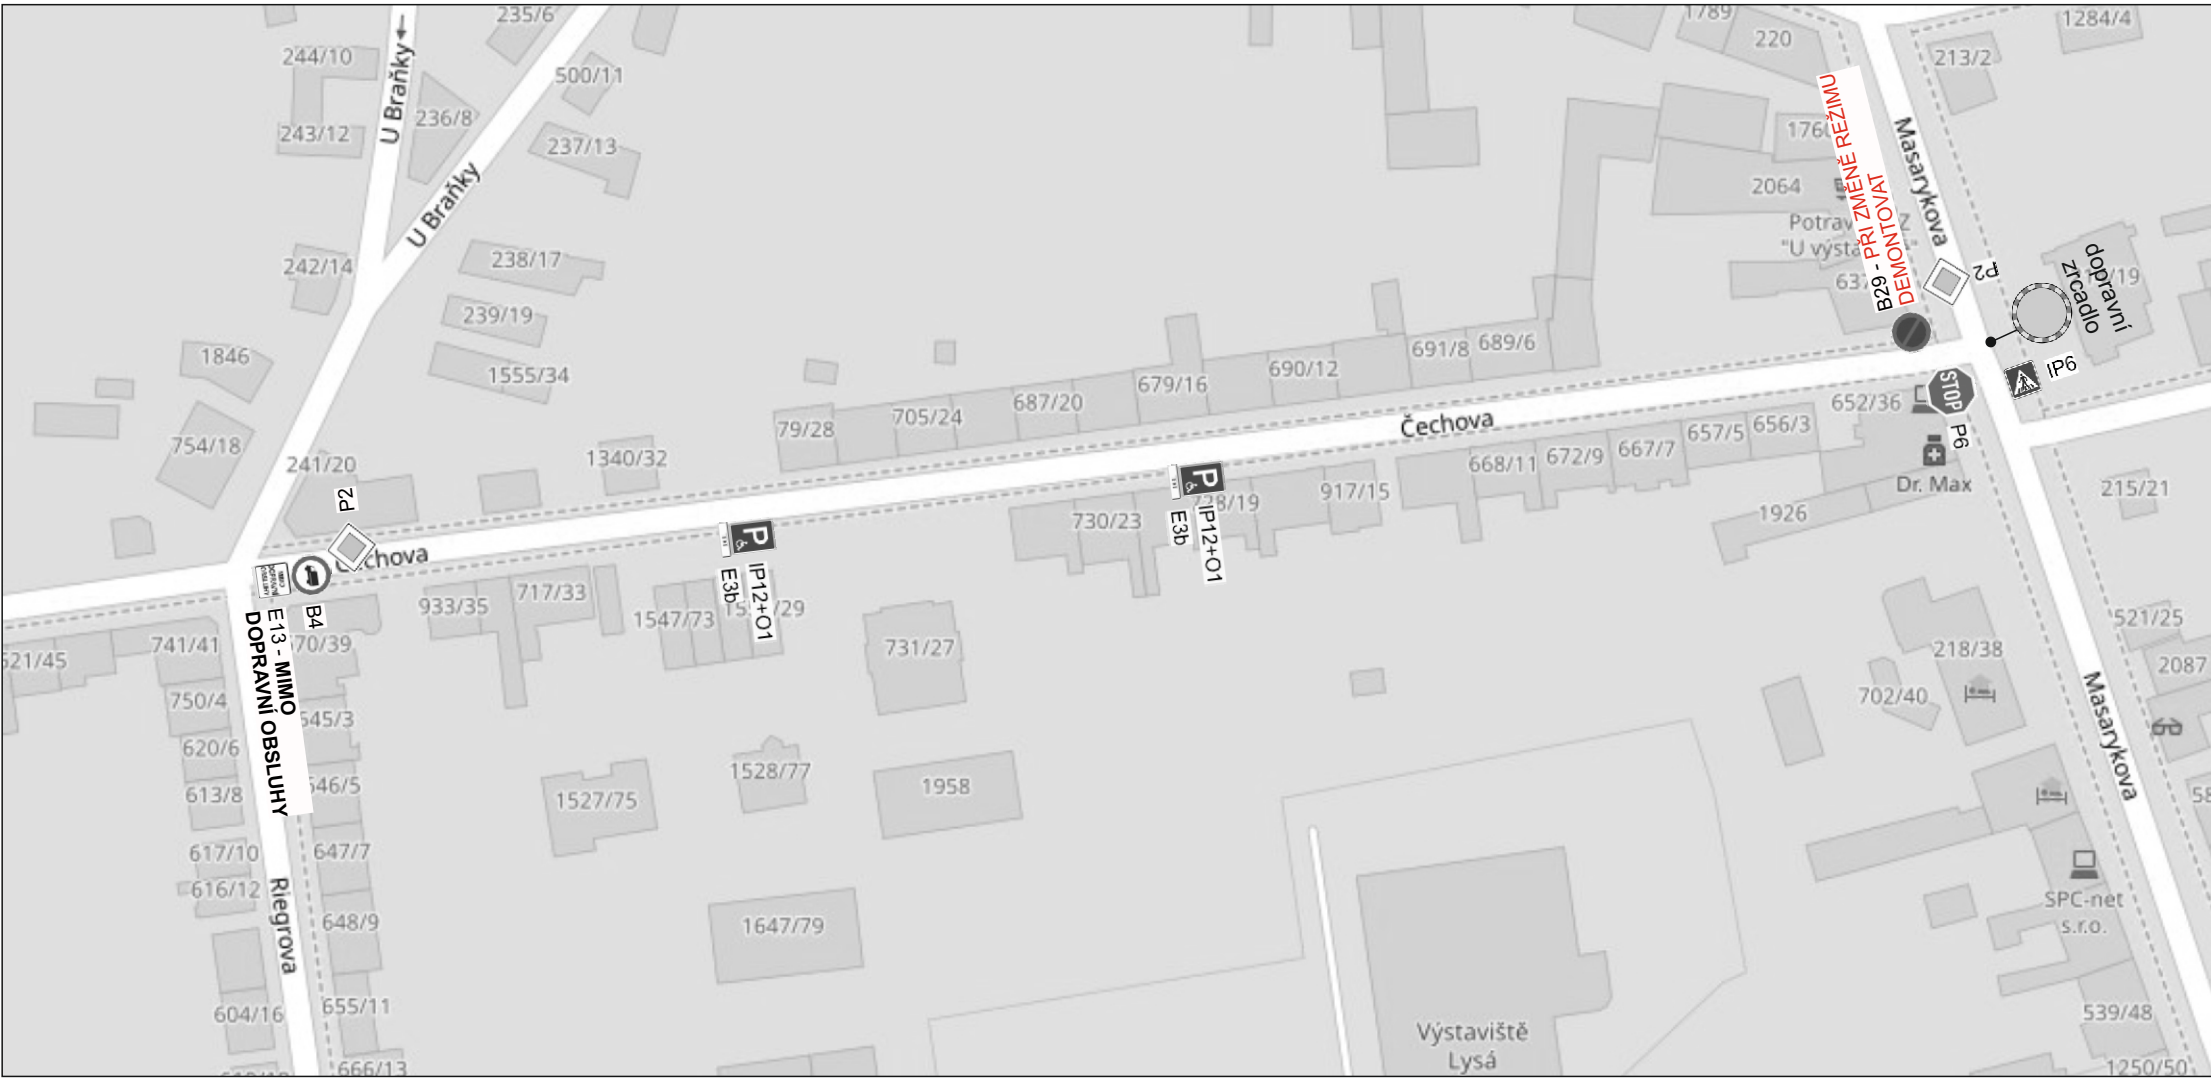 235/6
1789
220
1284/4
244/10
U Braňky
500/11
213/2
236/8
243/12
237/13
176
2064
Masarykova
B29 - PŘI ZMĚNĚ REŽIMU
DEMONTOVAT
U Braňky
Potrav
Z
"U výsta
"
242/14
238/17
P2
dopravní
zrcadlo
/19
637
239/19
1846
1555/34
690/12
691/8
689/6
679/16
IP6
STOP
P6
652/36
687/20
705/24
79/28
Čechova
656/3
657/5
667/7
672/9
668/11
754/18
241/20
1340/32
P2
Dr. Max
215/21
P
E3b
IP12+O1
28/19
917/15
730/23
1926
P
E3b
IP12+O1
/29
chova
B4
E13 - MIMO
DOPRAVNÍ OBSLUHY
933/35
717/33
1547/73
521/45
741/41
70/39
731/27
521/25
218/38
2087
750/4
645/3
702/40
Masarykova
620/6
1528/77
1958
613/8
546/5
1527/75
58
617/10
647/7
616/12
Riegrova
648/9
1647/79
SPC-net
s.r.o.
604/16
655/11
Výstaviště
Lysá
539/48
666/13
1250/50